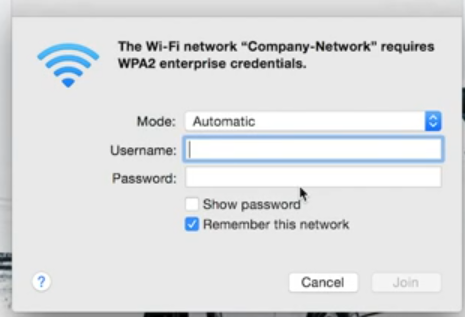 The Wi-Fi network “Company-Network” requires
WPA2 enterprise credentials.
Mode: Automatic
Username:
Password:
Show password
Remember this network
? Cancel Join